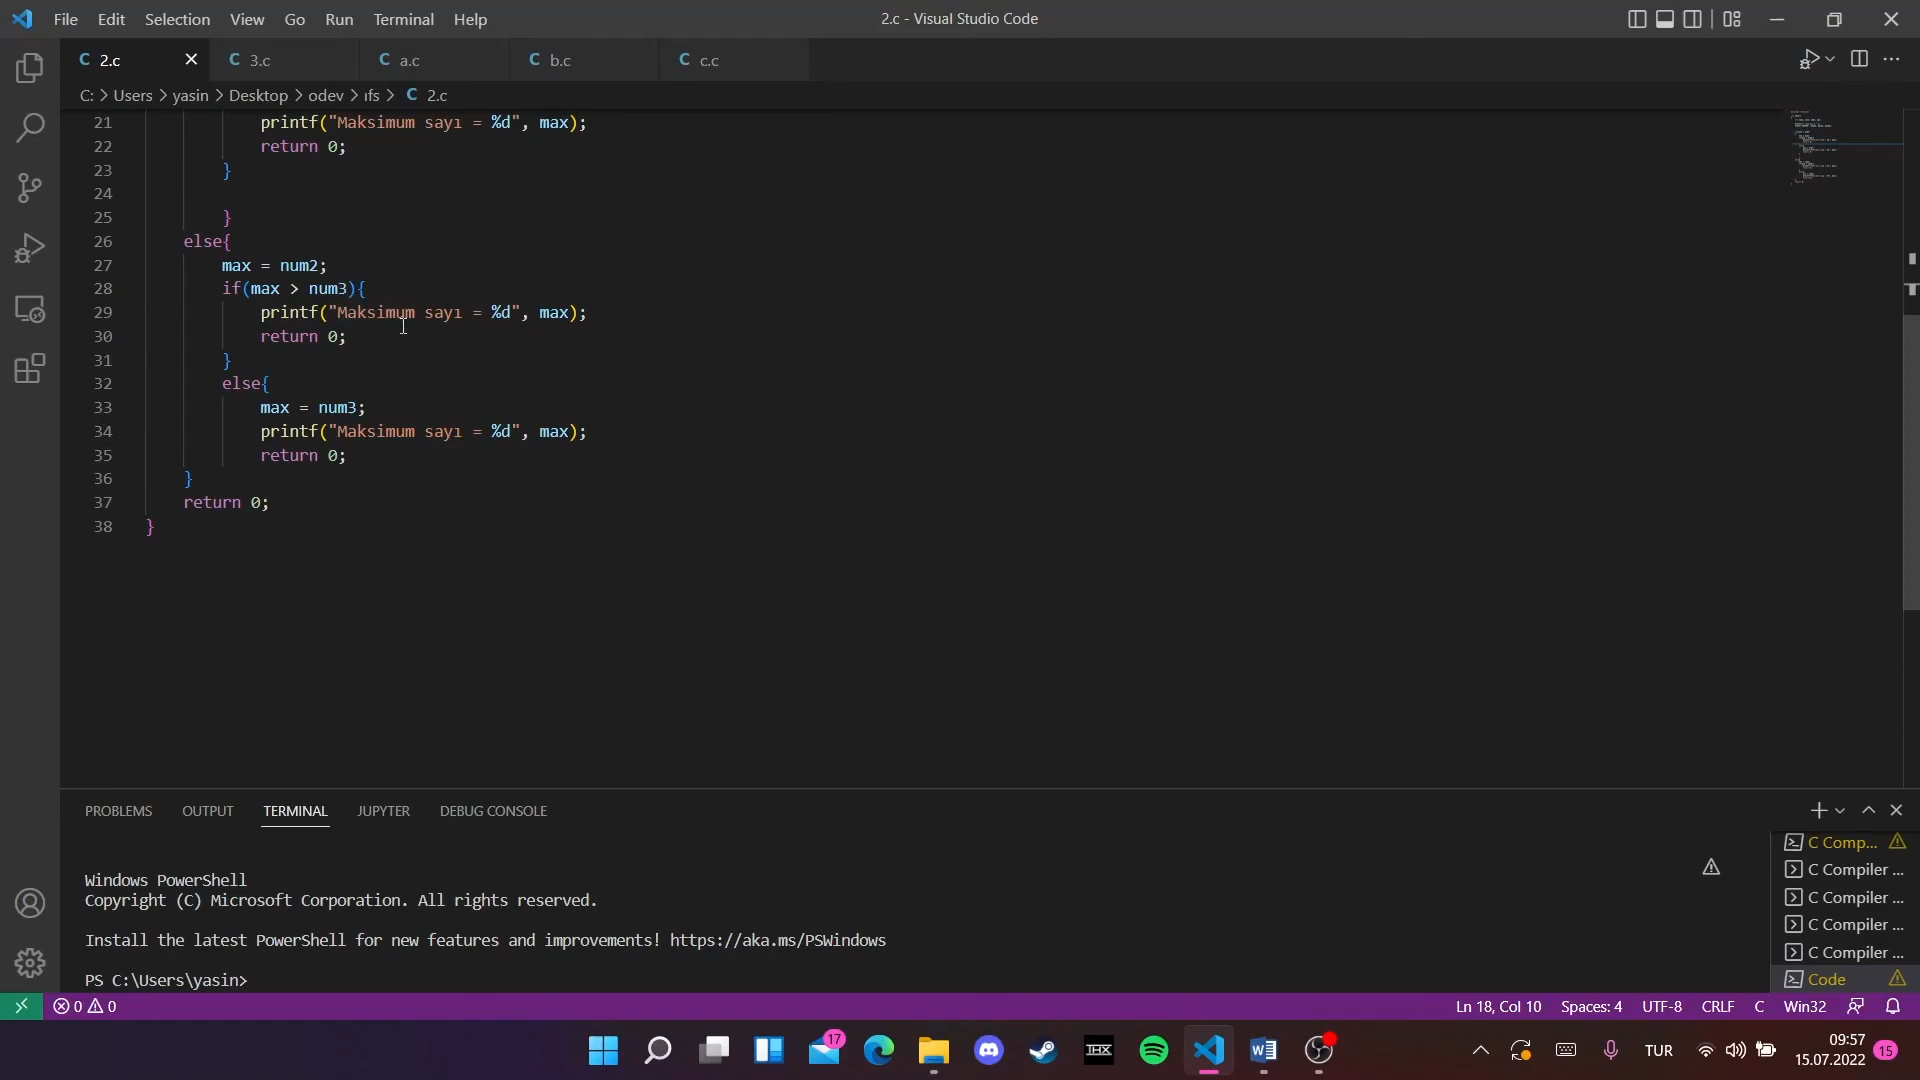 File Edit Selection View Go Run Terminal Help
2.c - Visual Studio Code
C 2.c
C 3.c
C a.c
C b.c
C c.c
C: > Users > yasin > Desktop > odev > ıfs > C 2.c
21 printf("Maksimum sayı = %d", max);
22 return 0;
23 }
24
25 }
26 else{
27 max = num2;
28 if(max > num3){
29 printf("Maksimum sayı = %d", max);
30 return 0;
31 }
32 else{
33 max = num3;
34 printf("Maksimum sayı = %d", max);
35 return 0;
36 }
37 return 0;
38 }
PROBLEMS OUTPUT TERMINAL JUPYTER DEBUG CONSOLE
Windows PowerShell
Copyright (C) Microsoft Corporation. All rights reserved.
Install the latest PowerShell for new features and improvements! https://aka.ms/PSWindows
PS C:\Users\yasin>
C Comp...
C Compiler ...
C Compiler ...
C Compiler ...
C Compiler ...
Code
0 0
Ln 18, Col 10 Spaces: 4 UTF-8 CRLF C Win32
17
THX
TUR
09:57
15.07.2022
15